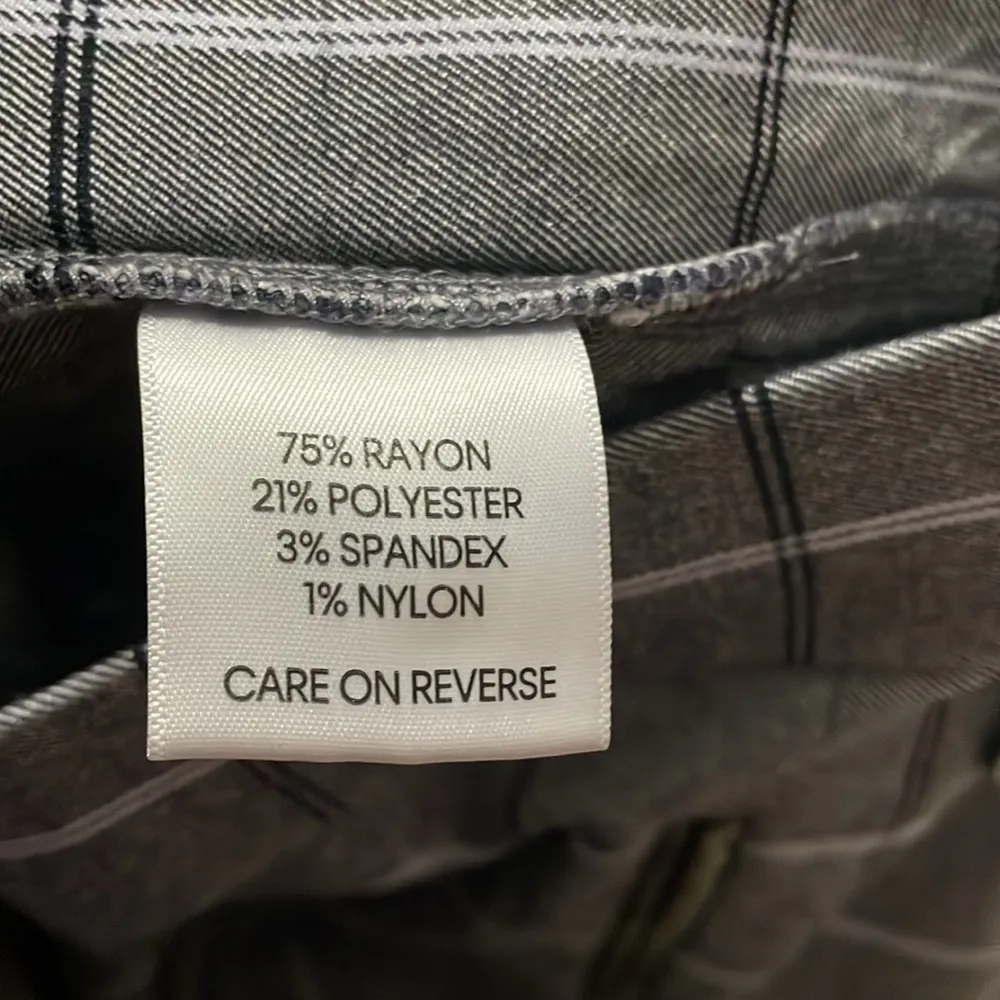 75% RAYON
21% POLYESTER
3% SPANDEX
1% NYLON
CARE ON REVERSE